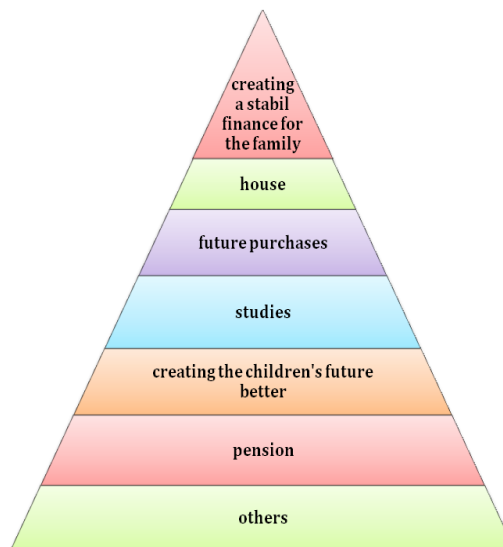 creating
a stabil
finance for
the family
house
future purchases
studies
creating the children's future
better
pension
others